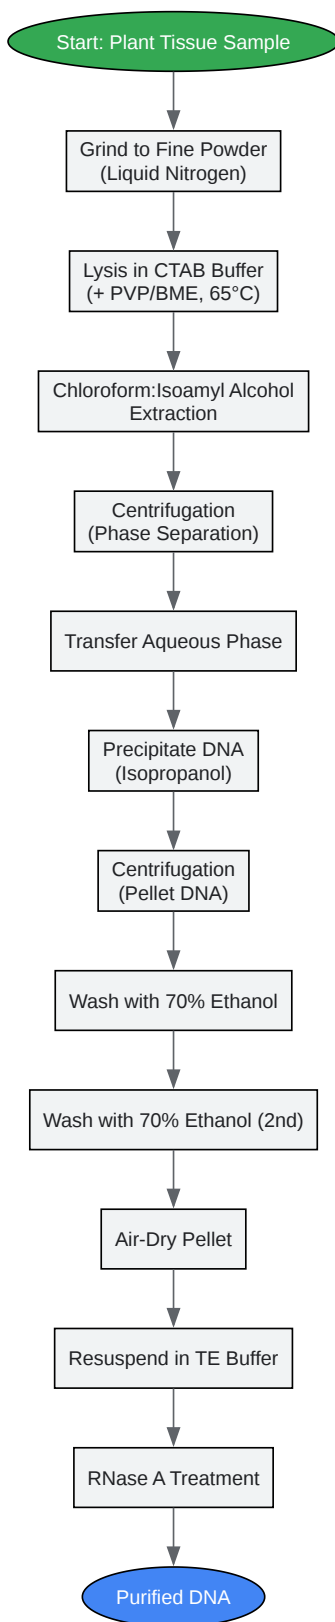 Start: Plant Tissue Sample
Grind to Fine Powder
(Liquid Nitrogen)
Lysis in CTAB Buffer
(+ PVP/BME, 65°C)
Chloroform:Isoamyl Alcohol
Extraction
Centrifugation
(Phase Separation)
Transfer Aqueous Phase
Precipitate DNA
(Isopropanol)
Centrifugation
(Pellet DNA)
Wash with 70% Ethanol
Wash with 70% Ethanol (2nd)
Air-Dry Pellet
Resuspend in TE Buffer
RNase A Treatment
Purified DNA